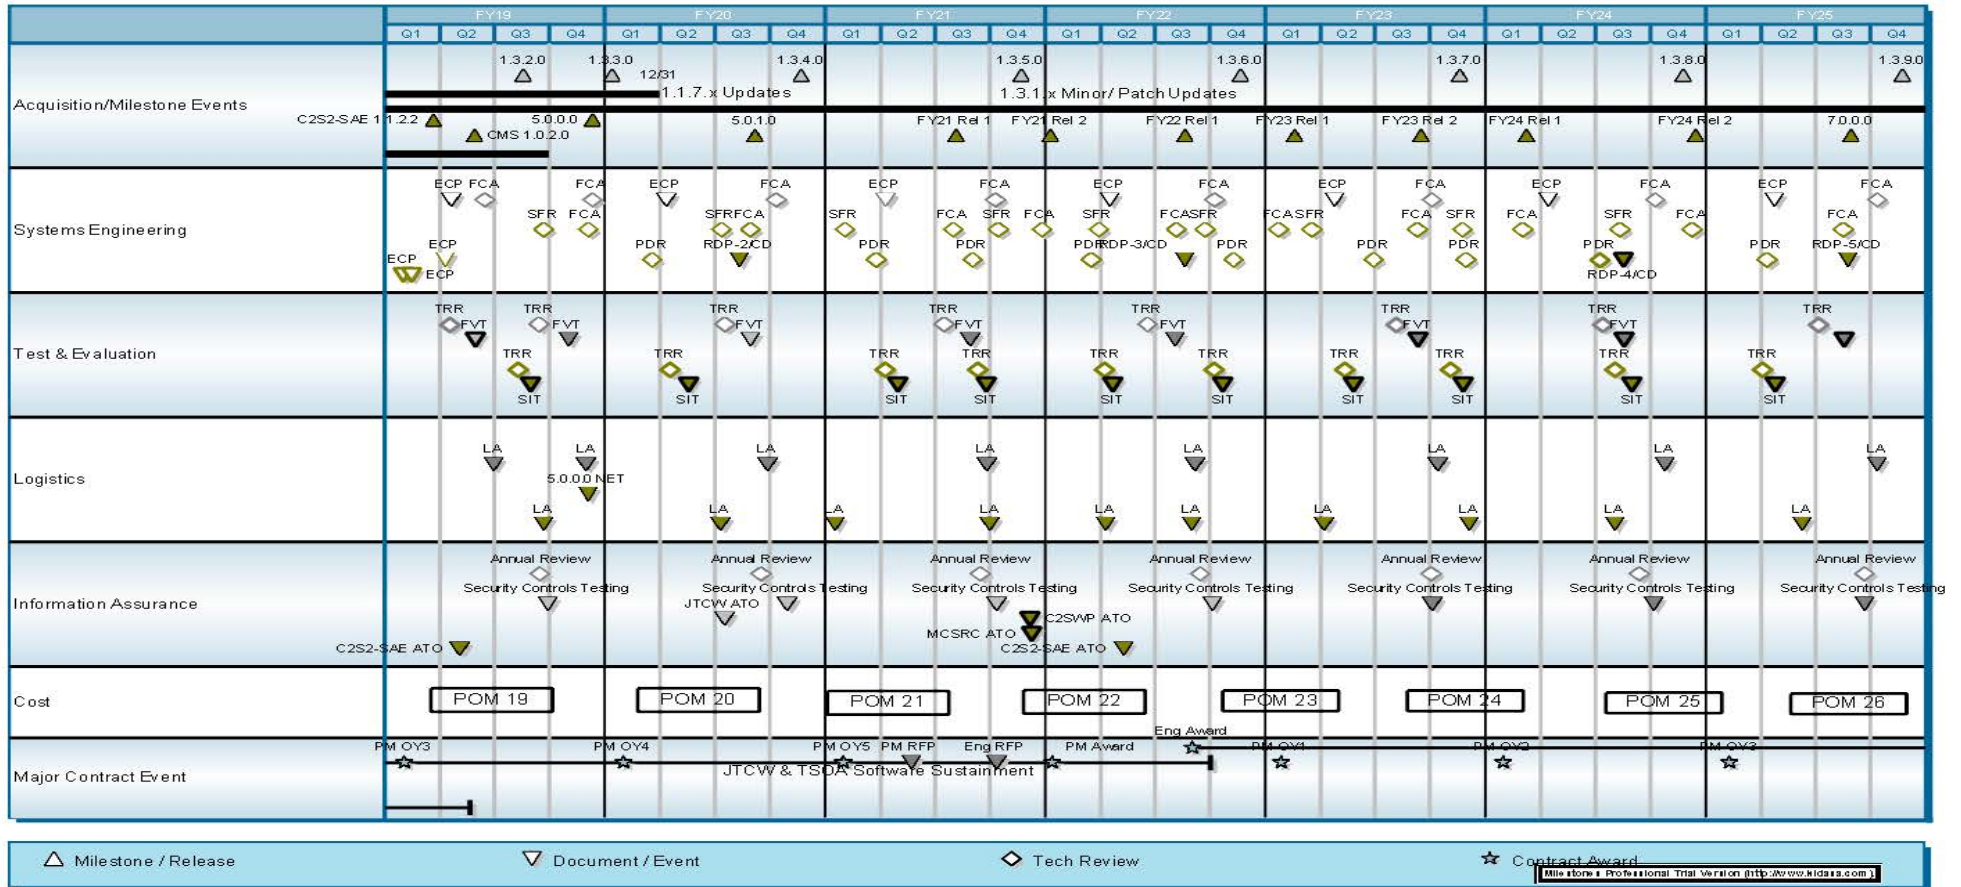 FY19 FY20 FY21 FY22 FY23 FY24 FY25
Q1 Q2 Q3 Q4 Q1 Q2 Q3 Q4 Q1 Q2 Q3 Q4 Q1 Q2 Q3 Q4 Q1 Q2 Q3 Q4 Q1 Q2 Q3 Q4 Q1 Q2 Q3 Q4
Acquisition/Milestone Events
1.3.2.0 1.3.3.0 1.3.4.0 1.3.5.0 1.3.6.0 1.3.7.0 1.3.8.0 1.3.9.0
12/31
1.1.7.x Updates 1.3.1.x Minor/ Patch Updates
C2S2-SAE 1.1.2.2 5.0.0.0 5.0.1.0 FY21 Rel 1 FY21 Rel 2 FY22 Rel 1 FY23 Rel 1 FY23 Rel 2 FY24 Rel 1 FY24 Rel 2 7.0.0.0
CMS 1.0.2.0
Systems Engineering
ECP FCA FCA ECP FCA ECP FCA ECP FCA ECP FCA ECP FCA ECP FCA
SFR FCA SFR FCA SFR FCA SFR FCA SFR FCA SFR FCA SFR FCA SFR FCA SFR FCA FCA
ECP PDR RDP-2/CD PDR PDR PDR RDP-3/CD PDR PDR PDR PDR PDR RDP-5/CD
ECP ECP RDP-4/CD
Test & Evaluation
TRR TRR TRR TRR TRR TRR TRR TRR
FVT FVT FVT FVT FVT FVT FVT
TRR TRR TRR TRR TRR TRR TRR TRR TRR TRR
SIT SIT SIT SIT SIT SIT SIT SIT SIT SIT
Logistics
LA LA LA LA LA LA LA LA
5.0.0.0 NET
LA LA LA LA LA LA LA LA LA LA
Information Assurance
Annual Review Annual Review Annual Review Annual Review Annual Review Annual Review Annual Review
Security Controls Testing Security Controls Testing Security Controls Testing Security Controls Testing Security Controls Testing Security Controls Testing Security Controls Testing
JTCW ATO
C2SWP ATO
MCSRC ATO
C2S2-SAE ATO C2S2-SAE ATO
Cost
POM 19 POM 20 POM 21 POM 22 POM 23 POM 24 POM 25 POM 26
Major Contract Event
Eng Award
PM OY3 PM OY4 PM OY5 PM RFP Eng RFP PM Award PM OY1 PM OY2 PM OY3
JTCW & TSOA Software Sustainment
Milestone / Release Document / Event Tech Review Contract Award
Milestones Professional Trial Version (http://www.kidasa.com)